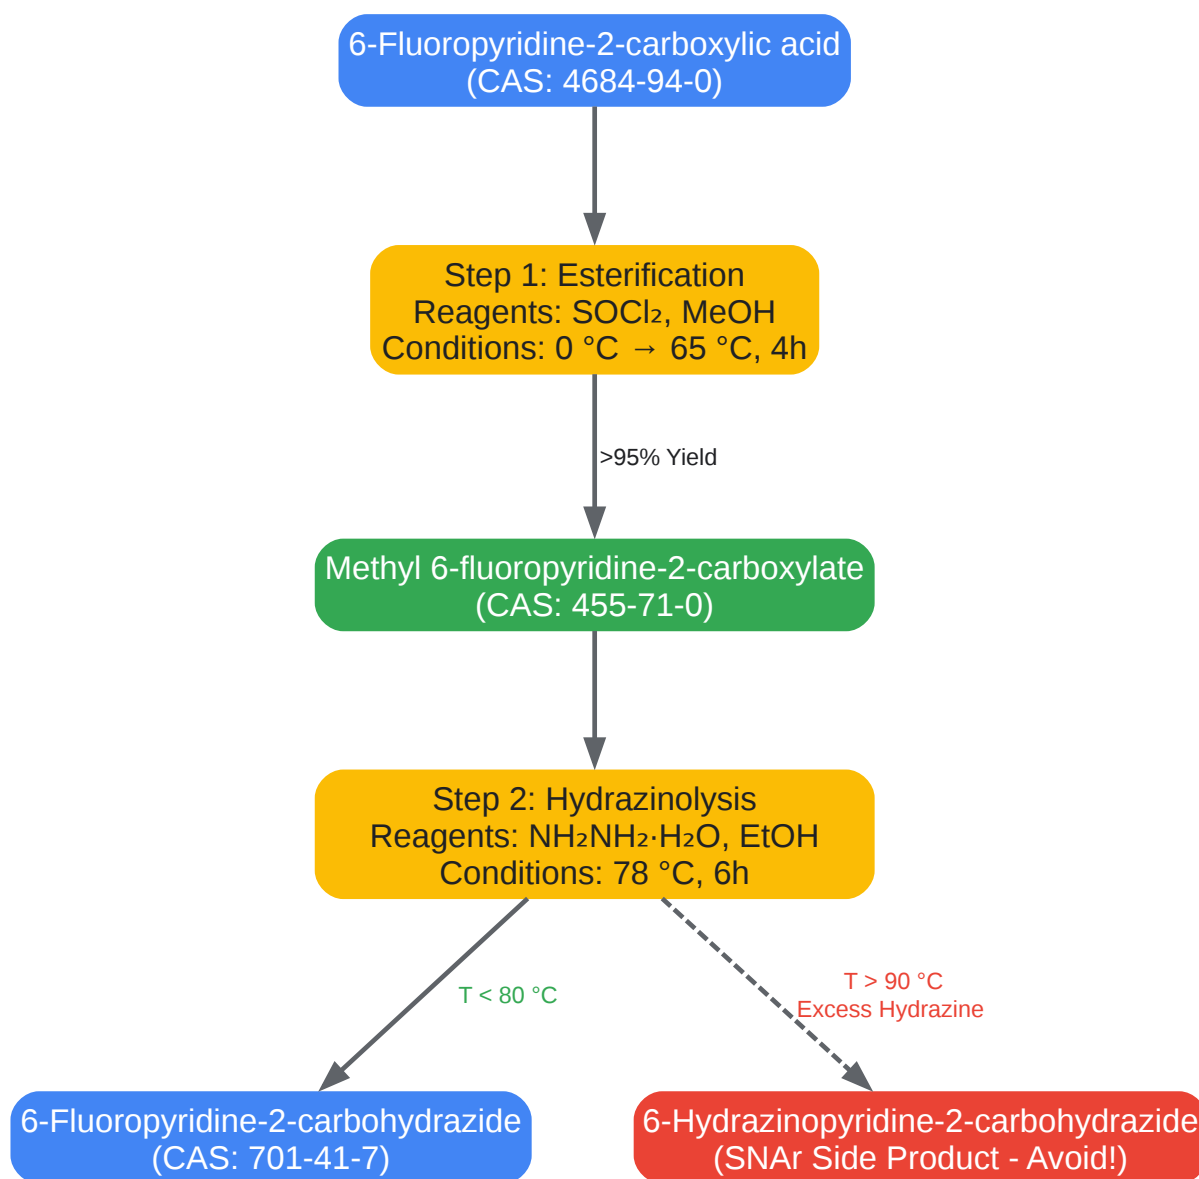 6-Fluoropyridine-2-carboxylic acid
(CAS: 4684-94-0)
Step 1: Esterification
Reagents: SOCl₂, MeOH
Conditions: 0 °C → 65 °C, 4h
>95% Yield
Methyl 6-fluoropyridine-2-carboxylate
(CAS: 455-71-0)
Step 2: Hydrazinolysis
Reagents: NH₂NH₂·H₂O, EtOH
Conditions: 78 °C, 6h
T < 80 °C
T > 90 °C
Excess Hydrazine
6-Fluoropyridine-2-carbohydrazide
(CAS: 701-41-7)
6-Hydrazinopyridine-2-carbohydrazide
(SNAr Side Product - Avoid!)